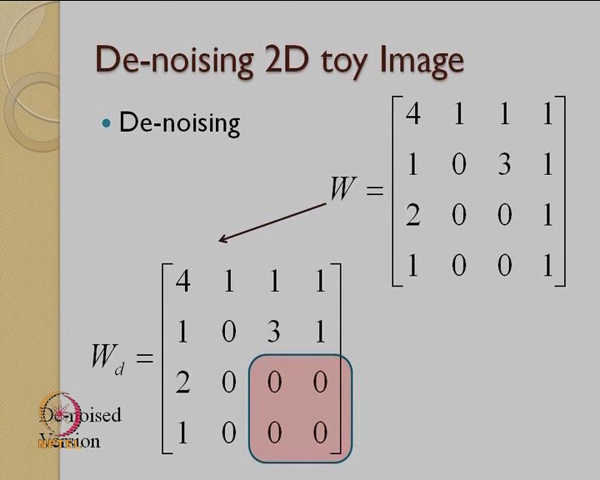 De-noising 2D toy Image
De-noising
W =
4 1 1 1
1 0 3 1
2 0 0 1
1 0 0 1
W_d =
4 1 1 1
1 0 3 1
2 0 0 0
1 0 0 0
De-noised
Version
NPTEL